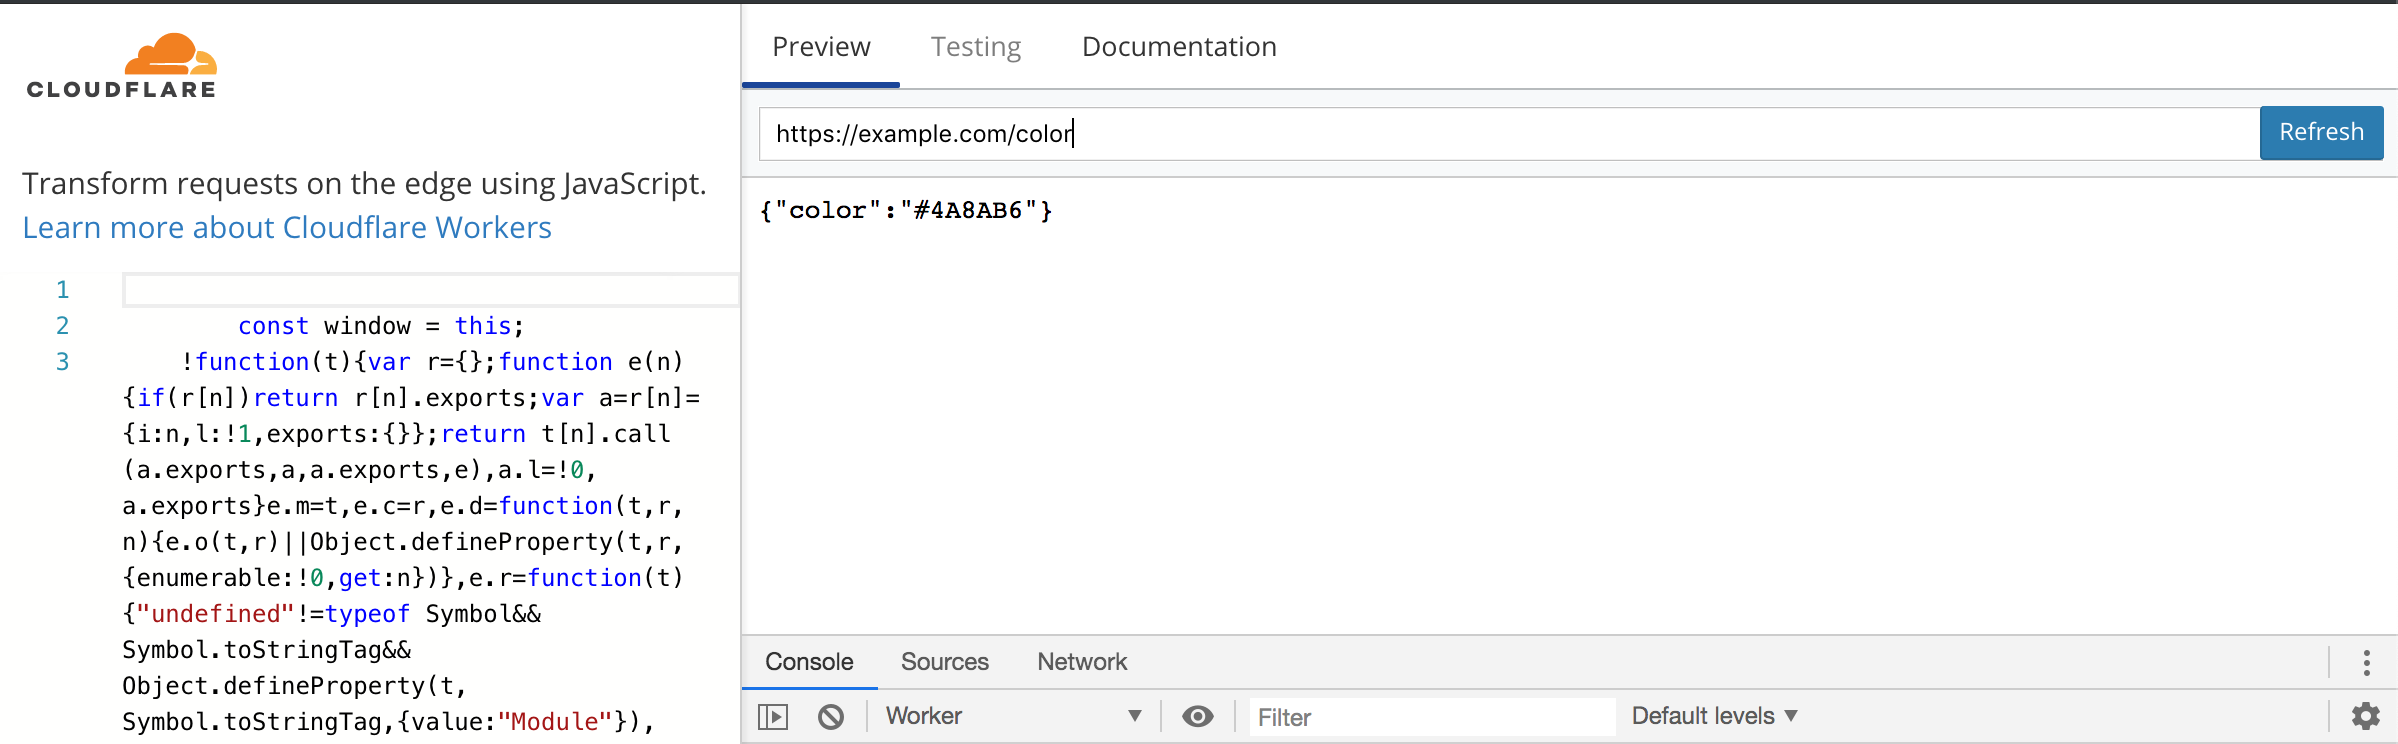 CLOUDFLARE
Transform requests on the edge using JavaScript.
Learn more about Cloudflare Workers
1
2 const window = this;
3 !function(t){var r={};function e(n)
{if(r[n])return r[n].exports;var a=r[n]=
{i:n,l:!1,exports:{}};return t[n].call
(a.exports,a,a.exports,e),a.l=!0,
a.exports}e.m=t,e.c=r,e.d=function(t,r,
n){e.o(t,r)||Object.defineProperty(t,r,
{enumerable:!0,get:n})},e.r=function(t)
{"undefined"!=typeof Symbol&&
Symbol.toStringTag&&
Object.defineProperty(t,
Symbol.toStringTag,{value:"Module"}),
Preview Testing Documentation
https://example.com/color Refresh
{"color":"#4A8AB6"}
Console Sources Network
Worker Filter Default levels